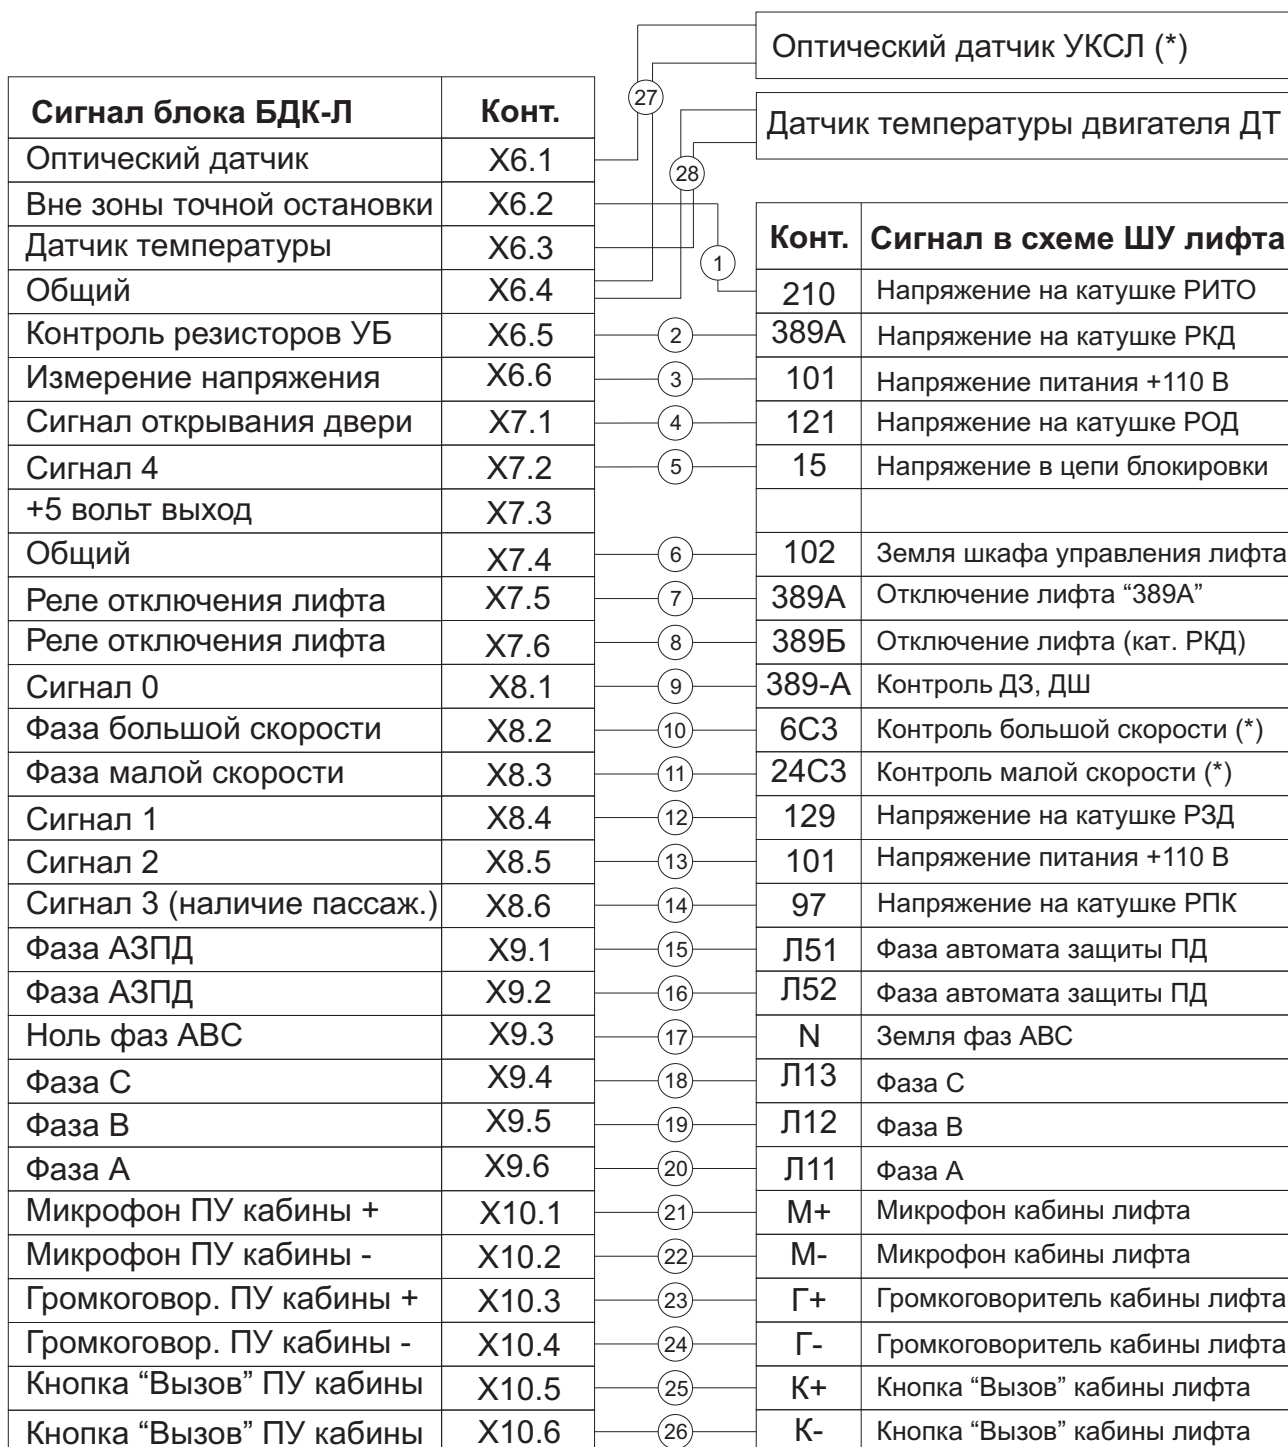 Оптический датчик УКСЛ (*)
27
Датчик температуры двигателя ДТ
28
Сигнал блока БДК-Л Конт.
Оптический датчик X6.1
Вне зоны точной остановки X6.2
Датчик температуры X6.3
Общий X6.4
Конт. Сигнал в схеме ШУ лифта
1 210 Напряжение на катушке РИТО
Контроль резисторов УБ X6.5 2 389А Напряжение на катушке РКД
Измерение напряжения X6.6 3 101 Напряжение питания +110 В
Сигнал открывания двери X7.1 4 121 Напряжение на катушке РОД
Сигнал 4 X7.2 5 15 Напряжение в цепи блокировки
+5 вольт выход X7.3
Общий X7.4 6 102 Земля шкафа управления лифта
Реле отключения лифта X7.5 7 389А Отключение лифта “389А”
Реле отключения лифта X7.6 8 389Б Отключение лифта (кат. РКД)
Сигнал 0 X8.1 9 389-А Контроль ДЗ, ДШ
Фаза большой скорости X8.2 10 6С3 Контроль большой скорости (*)
Фаза малой скорости X8.3 11 24С3 Контроль малой скорости (*)
Сигнал 1 X8.4 12 129 Напряжение на катушке РЗД
Сигнал 2 X8.5 13 101 Напряжение питания +110 В
Сигнал 3 (наличие пассаж.) X8.6 14 97 Напряжение на катушке РПК
Фаза АЗПД X9.1 15 Л51 Фаза автомата защиты ПД
Фаза АЗПД X9.2 16 Л52 Фаза автомата защиты ПД
Ноль фаз АВС X9.3 17 N Земля фаз АВС
Фаза С X9.4 18 Л13 Фаза С
Фаза В X9.5 19 Л12 Фаза В
Фаза А X9.6 20 Л11 Фаза А
Микрофон ПУ кабины + X10.1 21 М+ Микрофон кабины лифта
Микрофон ПУ кабины - X10.2 22 М- Микрофон кабины лифта
Громкоговор. ПУ кабины + X10.3 23 Г+ Громкоговоритель кабины лифта
Громкоговор. ПУ кабины - X10.4 24 Г- Громкоговоритель кабины лифта
Кнопка “Вызов” ПУ кабины X10.5 25 К+ Кнопка “Вызов” кабины лифта
Кнопка “Вызов” ПУ кабины X10.6 26 К- Кнопка “Вызов” кабины лифта